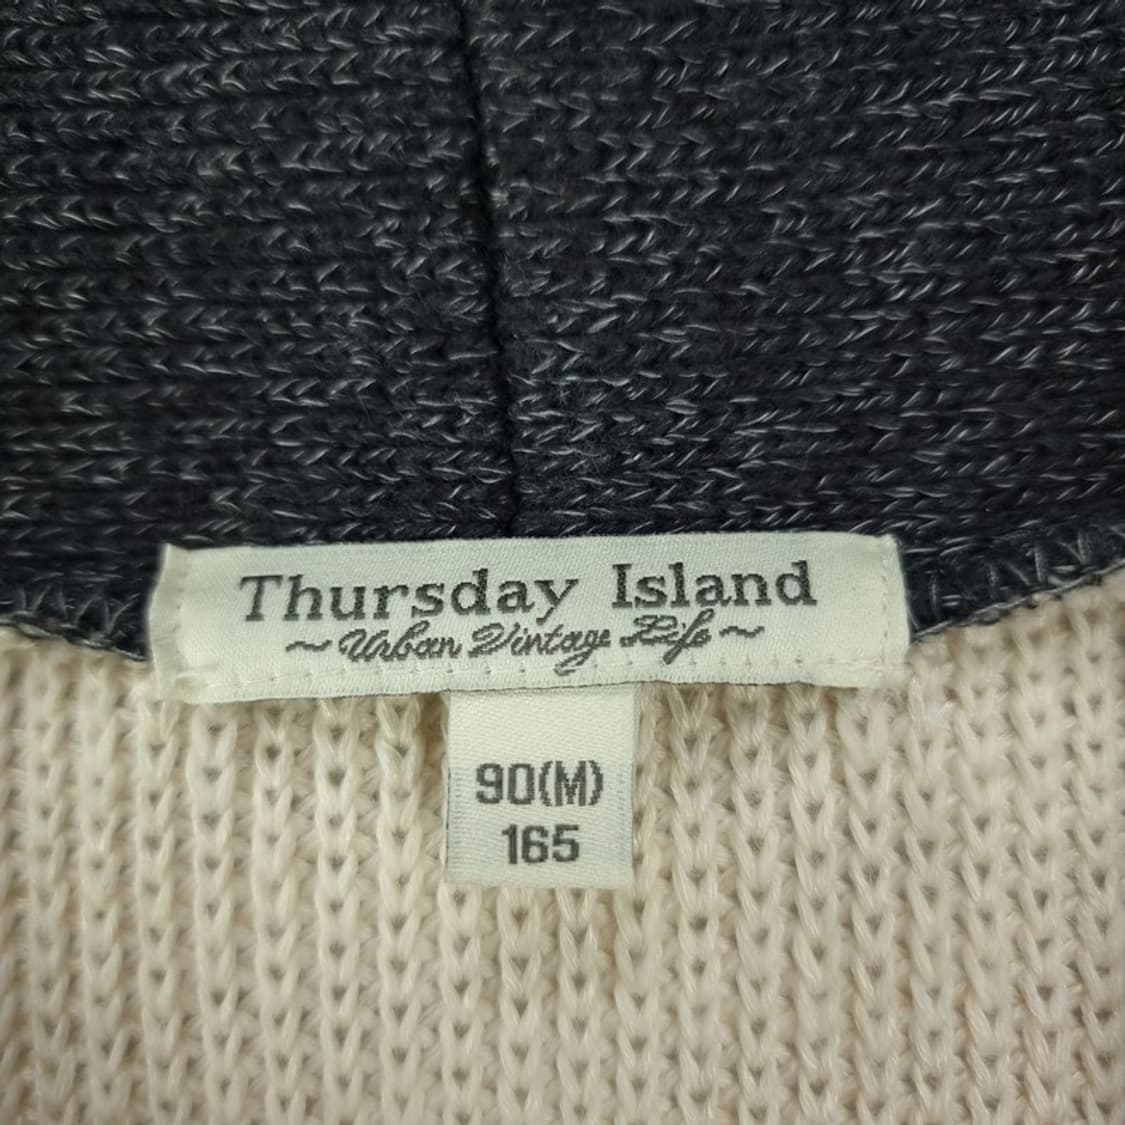 Thursday Island
~Urban Vintage Life~
90(M)
165